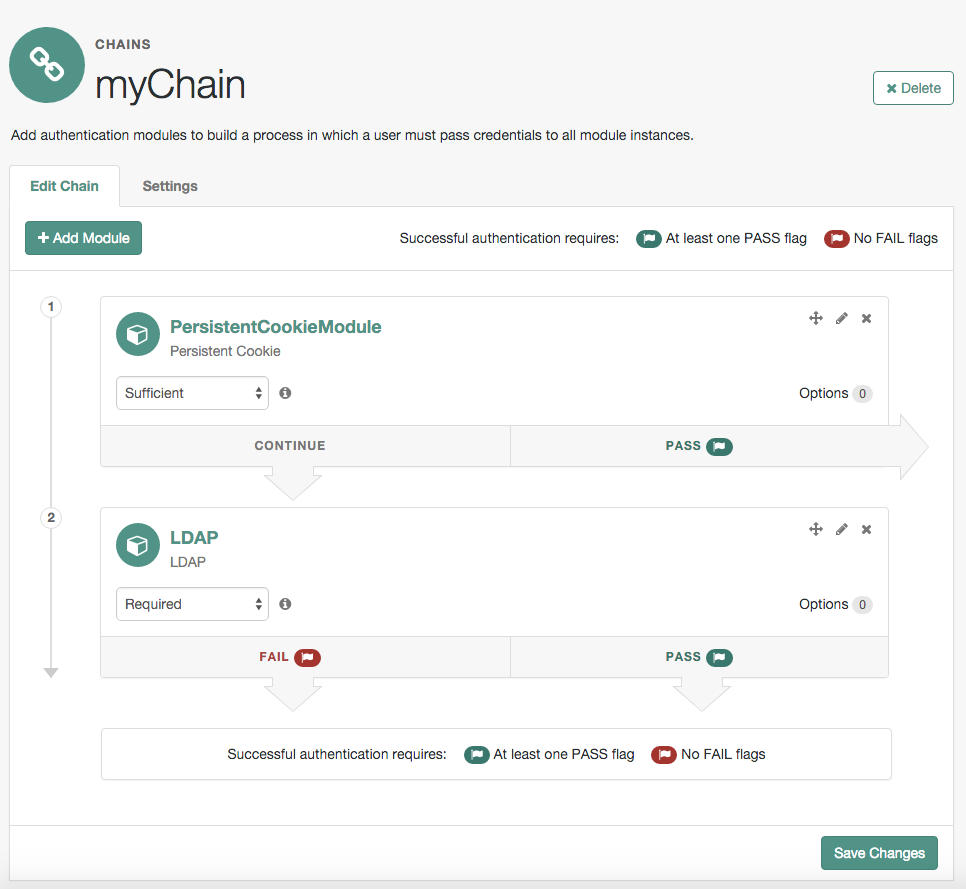 CHAINS
myChain
Delete
Add authentication modules to build a process in which a user must pass credentials to all module instances.
Edit Chain Settings
+ Add Module Successful authentication requires: At least one PASS flag No FAIL flags
1
PersistentCookieModule
Persistent Cookie
Sufficient Options 0
CONTINUE PASS
2
LDAP
LDAP
Required Options 0
FAIL PASS
Successful authentication requires: At least one PASS flag No FAIL flags
Save Changes